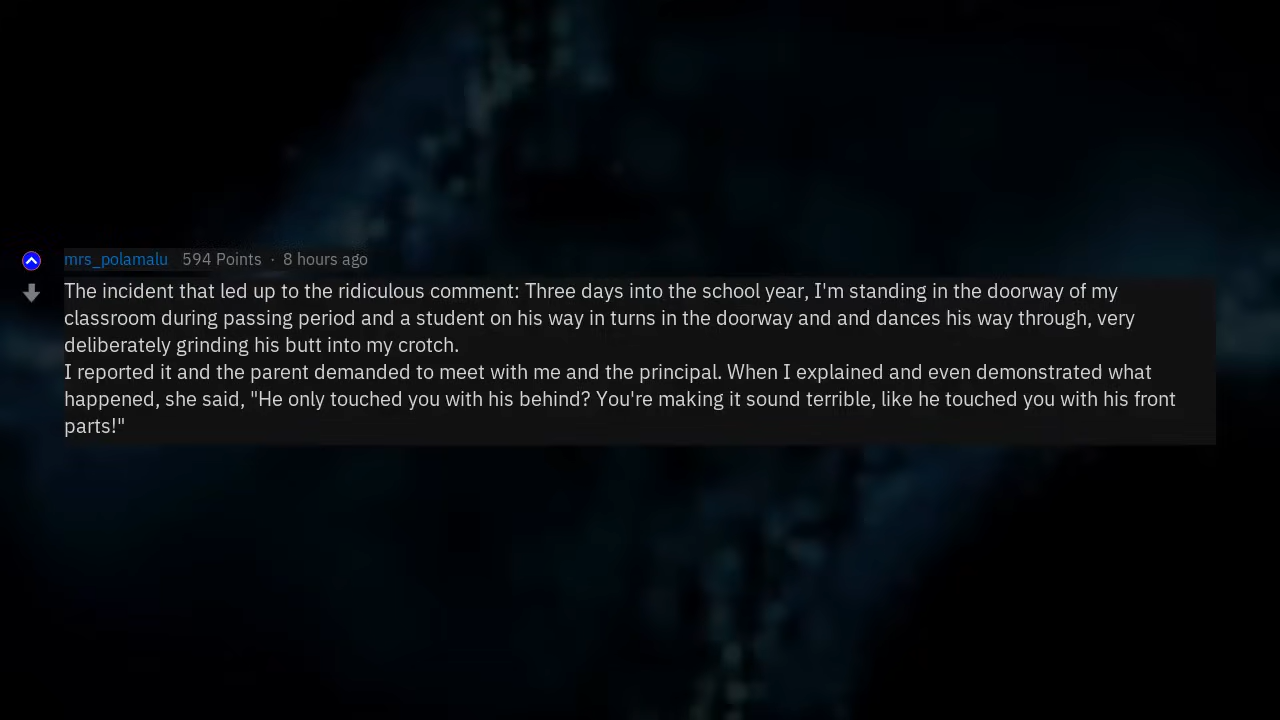 mrs_polamalu 594 Points · 8 hours ago
The incident that led up to the ridiculous comment: Three days into the school year, I'm standing in the doorway of my
classroom during passing period and a student on his way in turns in the doorway and and dances his way through, very
deliberately grinding his butt into my crotch.
I reported it and the parent demanded to meet with me and the principal. When I explained and even demonstrated what
happened, she said, "He only touched you with his behind? You're making it sound terrible, like he touched you with his front
parts!"